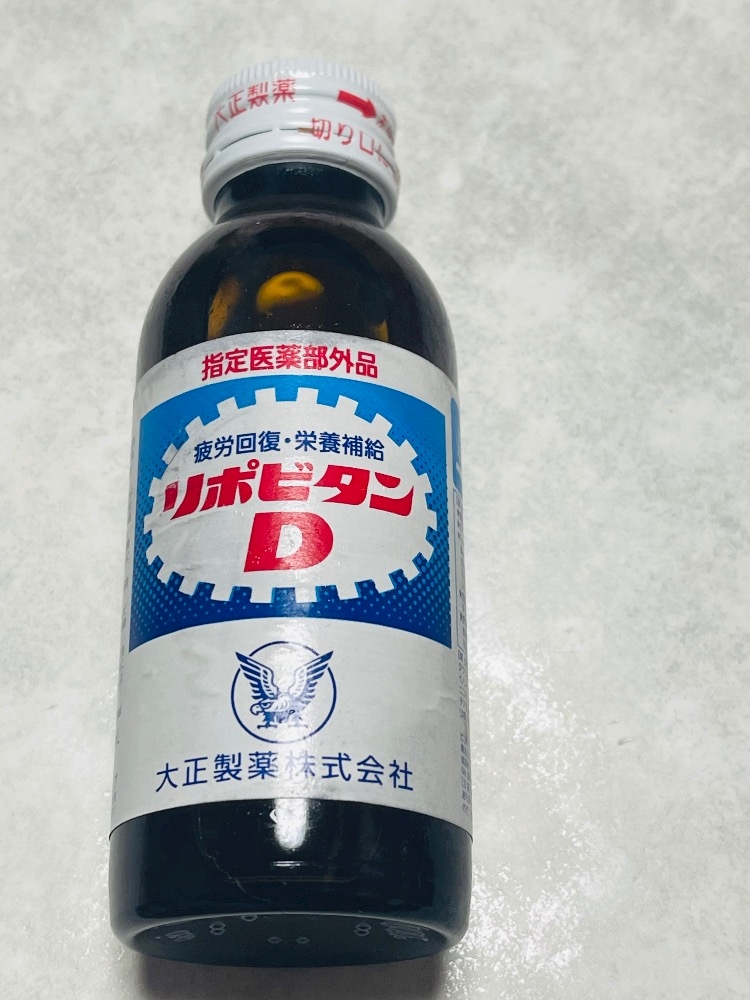 大正製薬
切り口
指定医薬部外品
疲労回復・栄養補給
リポビタン
D
大正製薬株式会社